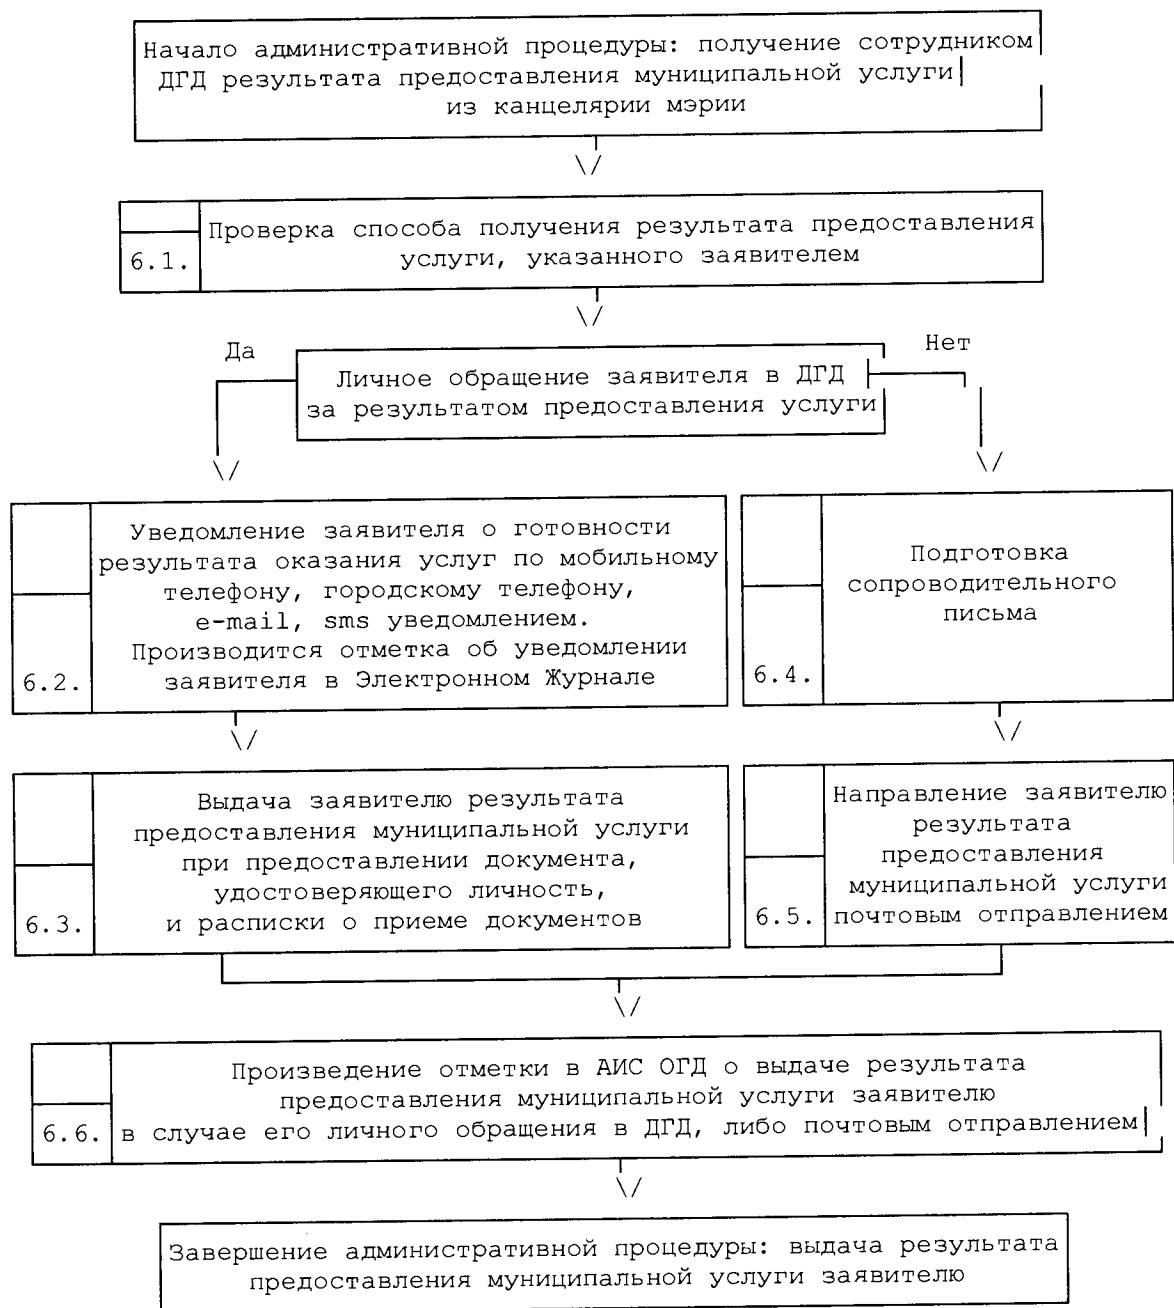 Начало административной процедуры: получение сотрудником
ДГД результата предоставления муниципальной услуги
из канцелярии мэрии
\/
Проверка способа получения результата предоставления
6.1.
услуги, указанного заявителем
\/
Да
Нет
Личное обращение заявителя в ДГД
за результатом предоставления услуги
\/
\/
Уведомление заявителя о готовности
результата оказания услуг по мобильному
телефону, городскому телефону,
e-mail, sms уведомлением.
Производится отметка об уведомлении
6.2.
заявителя в Электронном Журнале
Подготовка
сопроводительного
письма
6.4.
\/
\/
Выдача заявителю результата
предоставления муниципальной услуги
при предоставлении документа,
удостоверяющего личность,
6.3.
и расписки о приеме документов
Направление заявителю
результата
предоставления
муниципальной услуги
6.5.
почтовым отправлением
\/
Произведение отметки в АИС ОГД о выдаче результата
предоставления муниципальной услуги заявителю
6.6.
в случае его личного обращения в ДГД, либо почтовым отправлением
\/
Завершение административной процедуры: выдача результата
предоставления муниципальной услуги заявителю